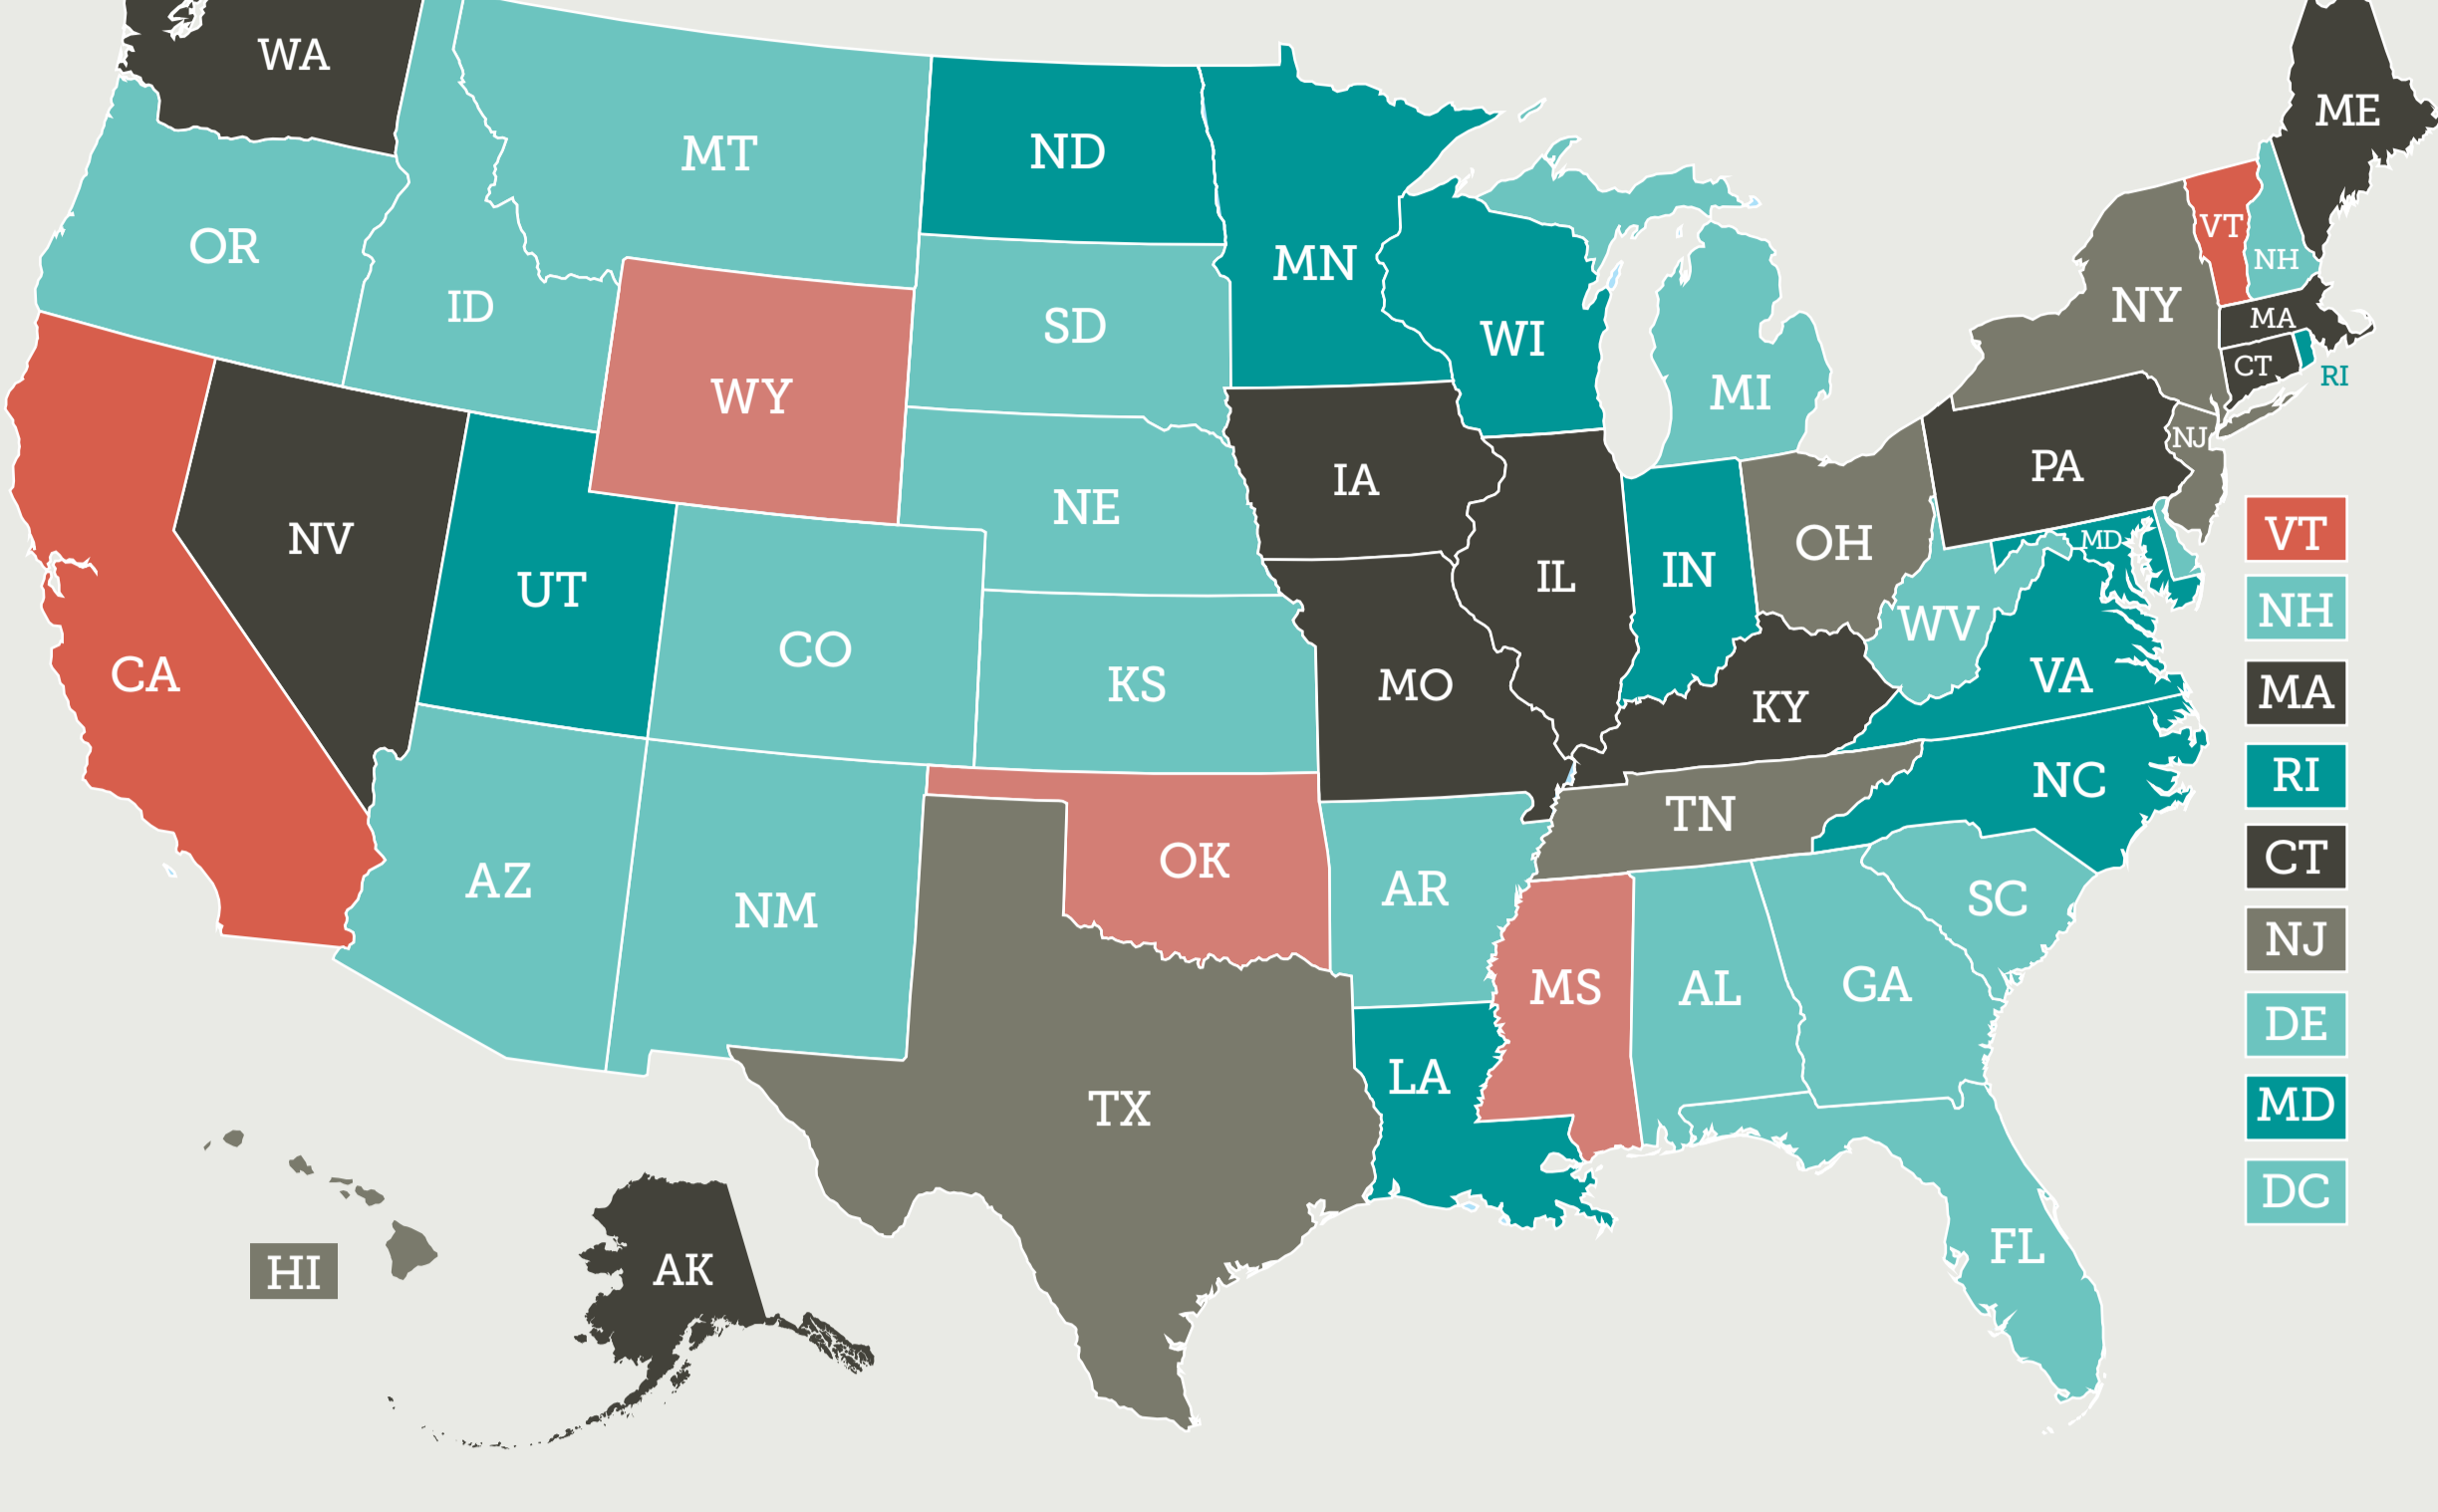 WA
ME
MT
ND
VT
OR
MN
NH
ID
NY
MA
SD
WI
CT
RI
WY
MI
NJ
IA
PA
NE
NV
VT
MD
OH
IN
IL
UT
NH
WV
CO
CA
VA
KS
MO
MA
KY
RI
NC
TN
CT
OK
AZ
AR
SC
NM
NJ
GA
MS
AL
DE
LA
MD
TX
DC
FL
AK
HI